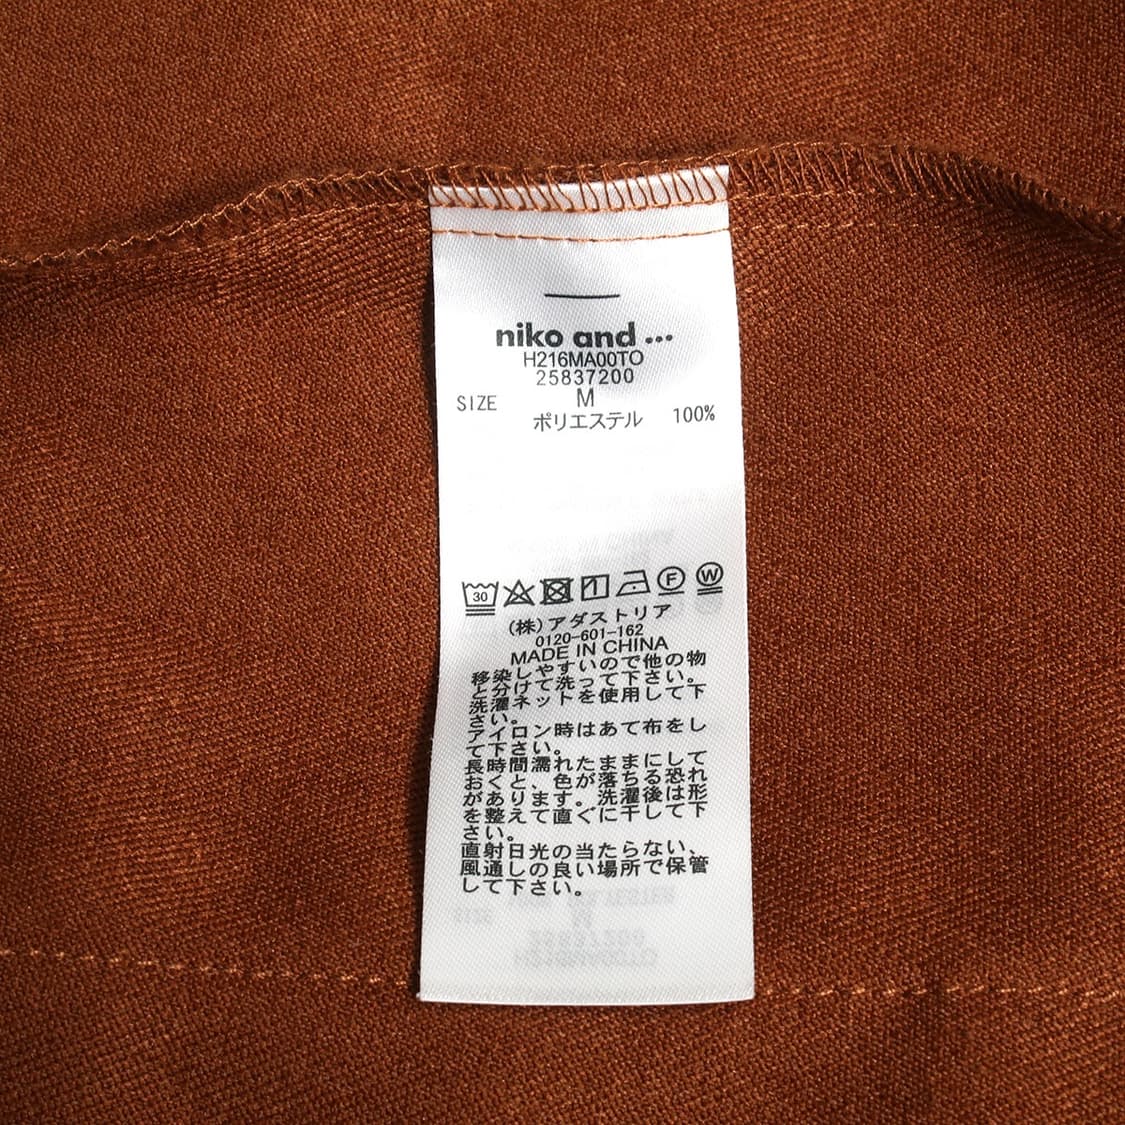 niko and ...
H216MA00TO
25837200
SIZE M
ポリエステル 100%
30 F W
(株)アダストリア
0120-601-162
MADE IN CHINA
移染しやすいので他の物
と分けて洗って下さい。
洗濯ネットを使用して下
さい。
アイロン時はあて布をし
て下さい。
長時間濡れたままにして
おくと、色が落ちる恐れ
があります。洗濯後は形
を整えて直ぐに干して下
さい。
直射日光の当たらない、
風通しの良い場所で保管
して下さい。